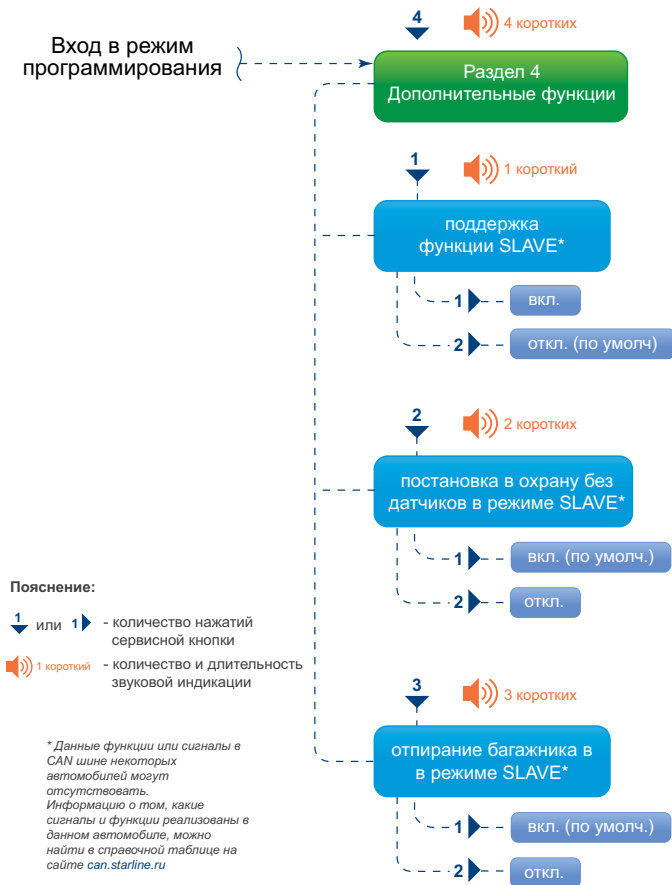 4
4 коротких
Вход в режим
программирования
Раздел 4
Дополнительные функции
1
1 короткий
поддержка
функции SLAVE*
1
вкл.
2
откл. (по умолч)
2
2 коротких
постановка в охрану без
датчиков в режиме SLAVE*
1
вкл. (по умолч.)
2
откл.
Пояснение:
1 или 1 - количество нажатий
сервисной кнопки
1 короткий - количество и длительность
звуковой индикации
3
3 коротких
отпирание багажника в
в режиме SLAVE*
1
вкл. (по умолч.)
2
откл.
* Данные функции или сигналы в
CAN шине некоторых
автомобилей могут
отсутствовать.
Информацию о том, какие
сигналы и функции реализованы в
данном автомобиле, можно
найти в справочной таблице на
сайте can.starline.ru